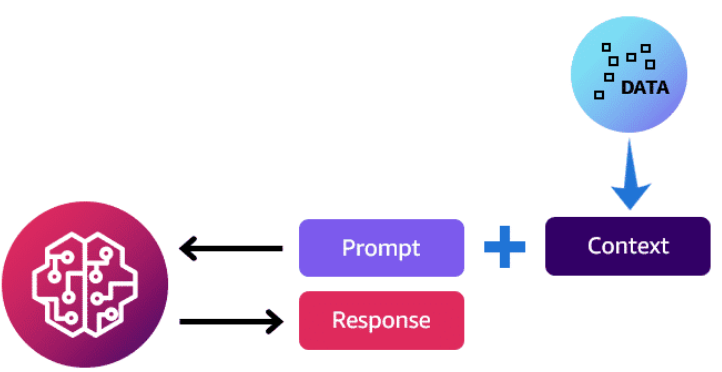 DATA
Prompt
Context
Response